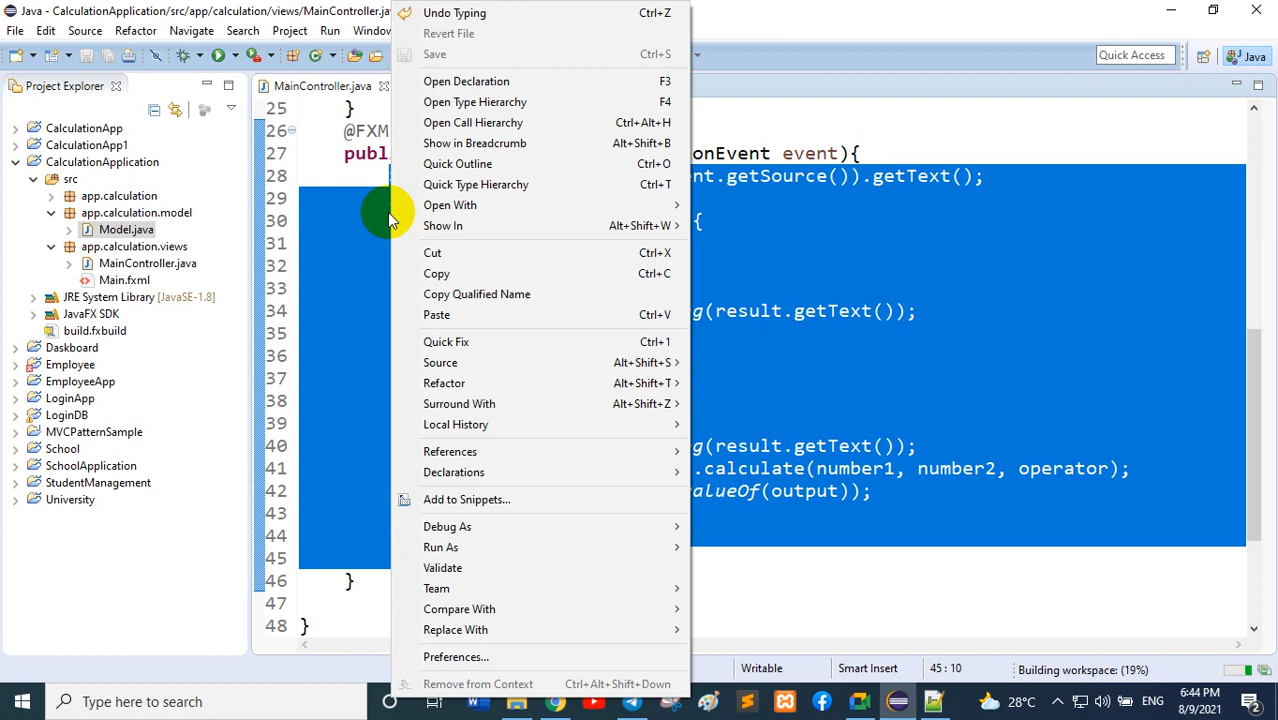 Java - CalculationApplication/src/app/calculation/views/MainController.ja
File Edit Source Refactor Navigate Search Project Run Window
Quick Access
Java
Project Explorer
MainController.java
CalculationApp
CalculationApp1
CalculationApplication
src
app.calculation
app.calculation.model
Model.java
app.calculation.views
MainController.java
Main.fxml
JRE System Library [JavaSE-1.8]
JavaFX SDK
build.fxbuild
Daskboard
Employee
EmployeeApp
LoginApp
LoginDB
MVCPatternSample
School
SchoolApplication
StudentManagement
University
25 }
26 @FXM
27 publi onEvent event){
28 nt.getSource()).getText();
29
30 {
31
32
33
34 g(result.getText());
35
36
37
38
39
40 g(result.getText());
41 .calculate(number1, number2, operator);
42 alueOf(output));
43
44
45
46 }
47
48 }
Undo Typing Ctrl+Z
Revert File
Save Ctrl+S
Open Declaration F3
Open Type Hierarchy F4
Open Call Hierarchy Ctrl+Alt+H
Show in Breadcrumb Alt+Shift+B
Quick Outline Ctrl+O
Quick Type Hierarchy Ctrl+T
Open With
Show In Alt+Shift+W
Cut Ctrl+X
Copy Ctrl+C
Copy Qualified Name
Paste Ctrl+V
Quick Fix Ctrl+1
Source Alt+Shift+S
Refactor Alt+Shift+T
Surround With Alt+Shift+Z
Local History
References
Declarations
Add to Snippets...
Debug As
Run As
Validate
Team
Compare With
Replace With
Preferences...
Remove from Context Ctrl+Alt+Shift+Down
Writable Smart Insert 45 : 10 Building workspace: (19%)
Type here to search
28°C ENG 6:44 PM
8/9/2021
2